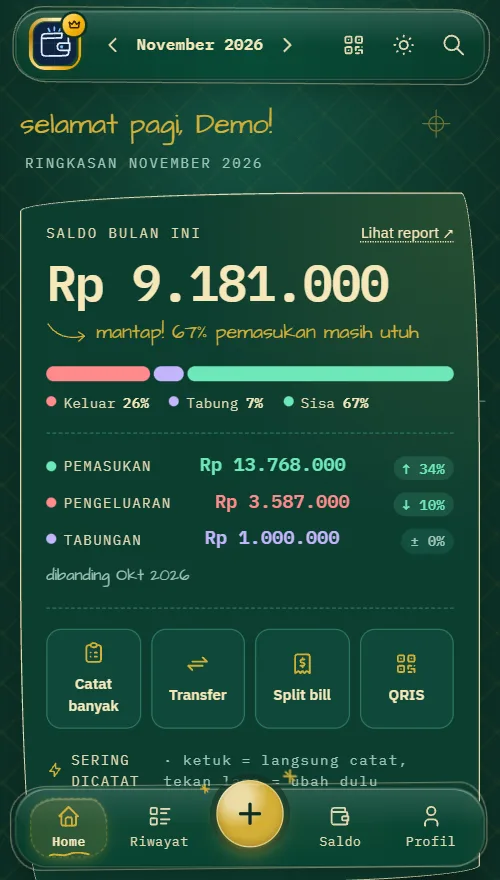 November 2026
selamat pagi, Demo!
RINGKASAN NOVEMBER 2026
SALDO BULAN INI Lihat report ↗
Rp 9.181.000
mantap! 67% pemasukan masih utuh
Keluar 26% Tabung 7% Sisa 67%
PEMASUKAN Rp 13.768.000 ↑ 34%
PENGELUARAN Rp 3.587.000 ↓ 10%
TABUNGAN Rp 1.000.000 ± 0%
dibanding Okt 2026
Catat banyak
Transfer
Split bill
QRIS
SERING DICATAT
· ketuk = langsung catat,
tekan = ubah dulu
Home Riwayat + Saldo Profil